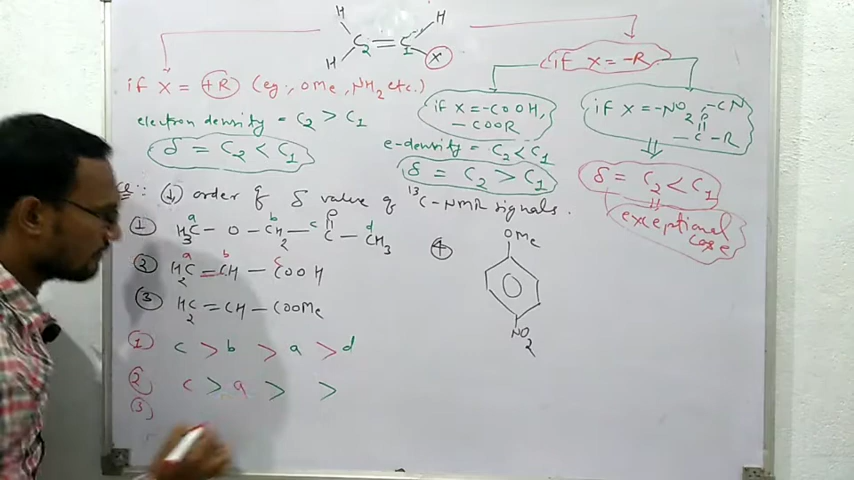 H H
C2 = C1
H X
if X = +R (eg:, OMe, NH2 etc.)
electron density = C2 > C1
δ = C2 < C1
if X = -R
if X = -COOH,
- COOR
e-density = C2 < C1
δ = C2 > C1
if X = -NO2, -CN
O
- C - R
δ = C2 < C1
exceptional
case
(↓) order of δ value of 13C-NMR signals.
a b c O d
① H3C - O - CH2 - C - CH3
a b c
② H2C = CH - COOH
③ H2C = CH - COOMe
④ OMe
NO2
① c > b > a > d
② c > a > >
③